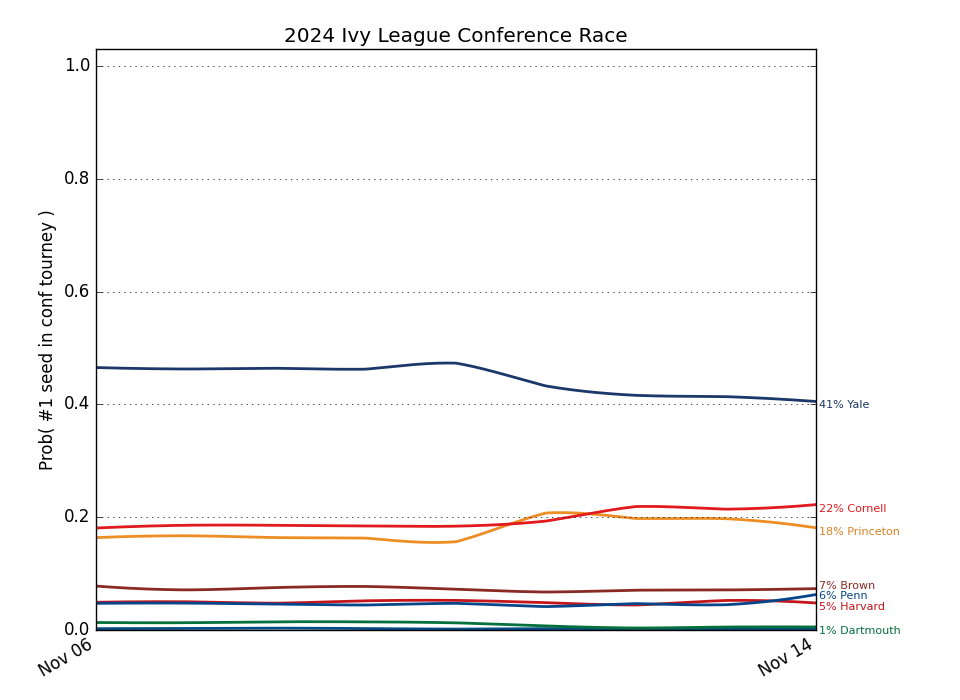 2024 Ivy League Conference Race
Prob( #1 seed in conf tourney )
1.0
0.8
0.6
0.4
0.2
0.0
41% Yale
22% Cornell
18% Princeton
7% Brown
6% Penn
5% Harvard
1% Dartmouth
Nov 06
Nov 14